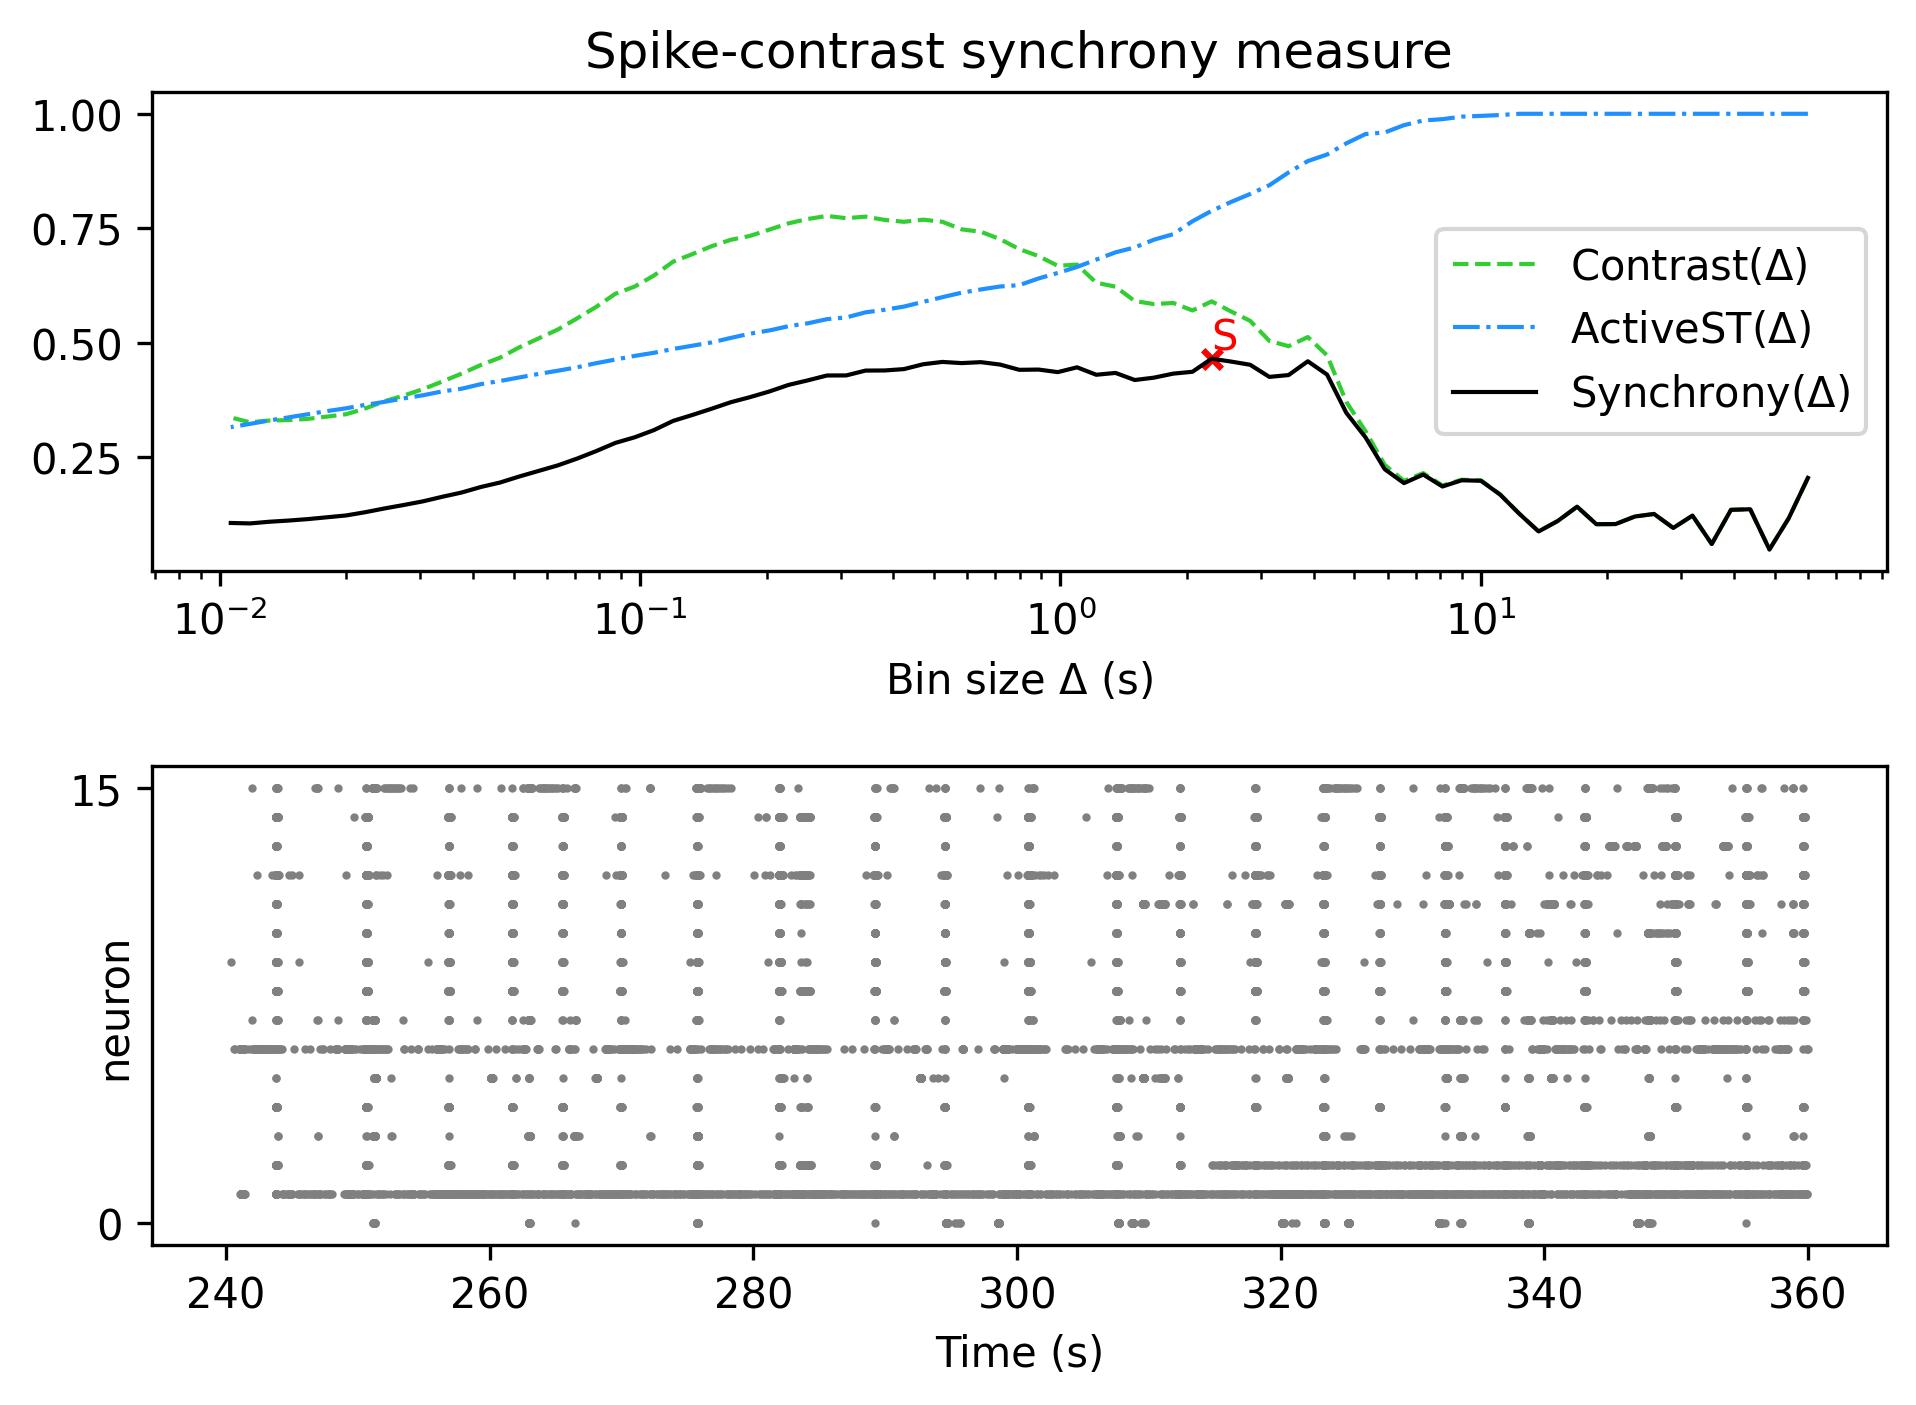 Spike-contrast synchrony measure
1.00
0.75
0.50
0.25
S
Contrast(Δ)
ActiveST(Δ)
Synchrony(Δ)
10⁻² 10⁻¹ 10⁰ 10¹
Bin size Δ (s)
15
neuron
0
240 260 280 300 320 340 360
Time (s)